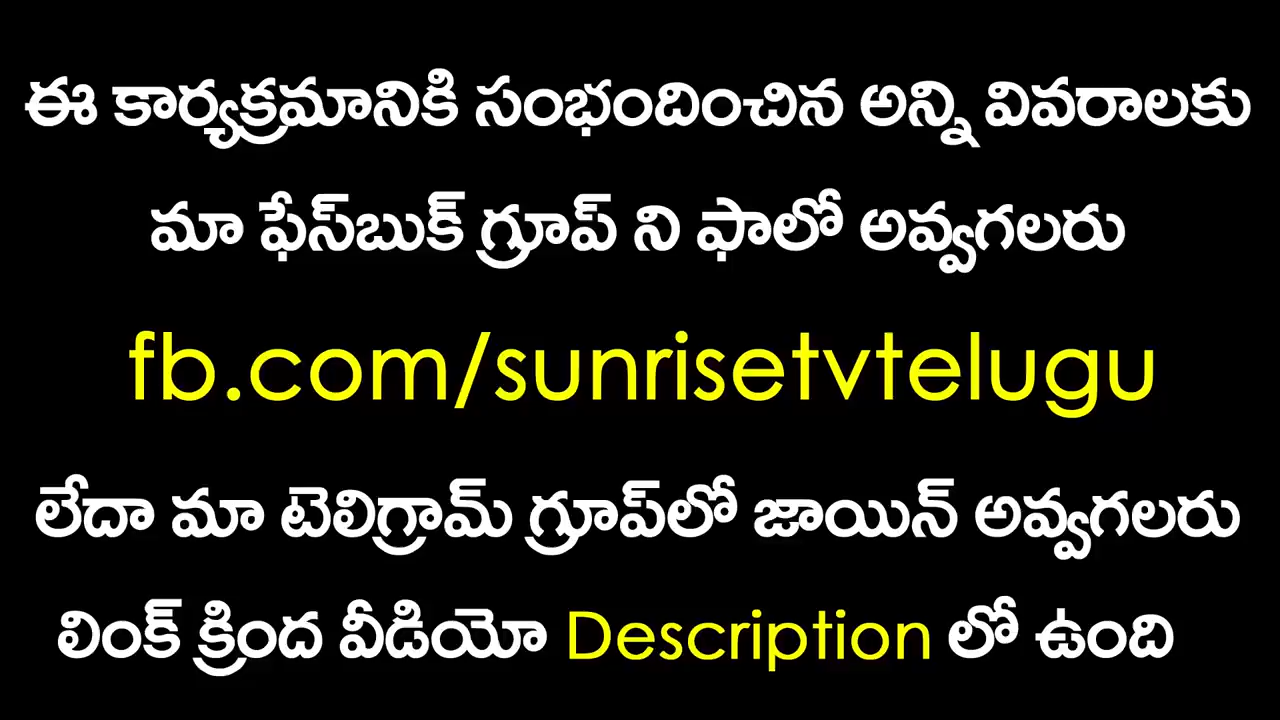 ఈ కార్యక్రమానికి సంభందించిన అన్ని వివరాలకు
మా ఫేస్‌బుక్ గ్రూప్ ని ఫాలో అవ్వగలరు
fb.com/sunrisetvtelugu
లేదా మా టెలిగ్రామ్ గ్రూప్‌లో జాయిన్ అవ్వగలరు
లింక్ క్రింద వీడియో Description లో ఉంది